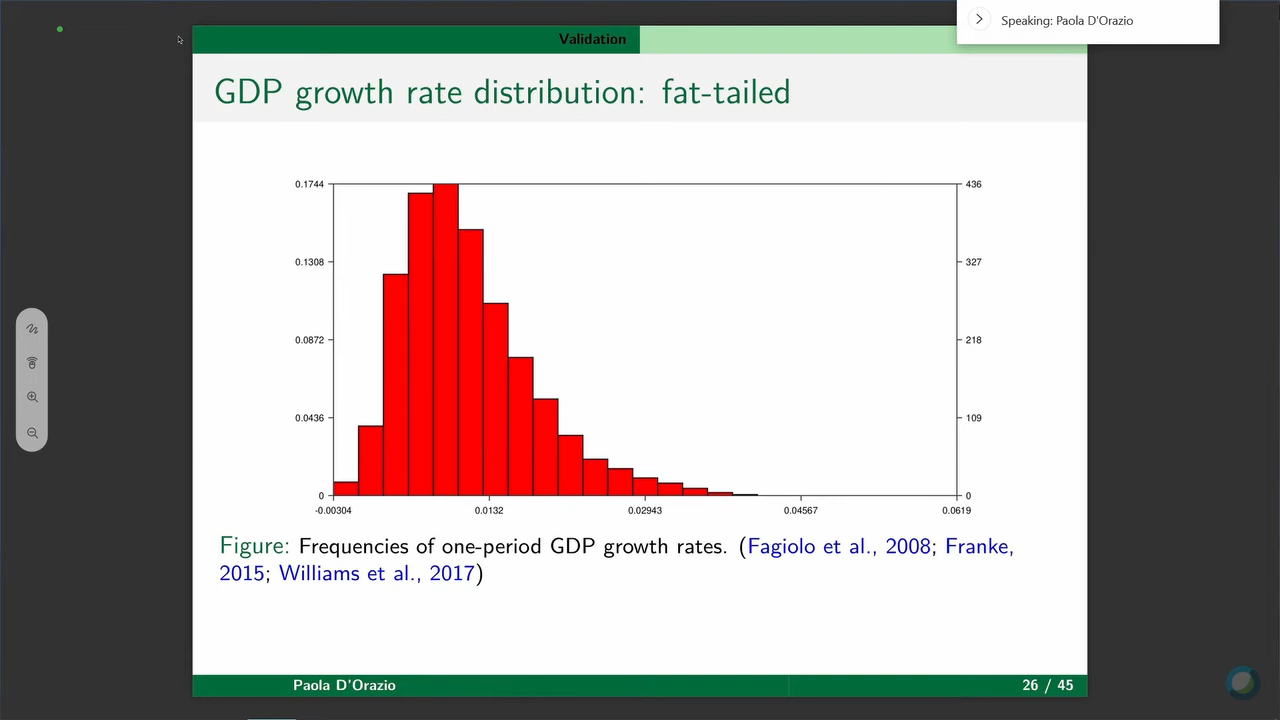 Speaking: Paola D'Orazio
Validation
GDP growth rate distribution: fat-tailed
0.1744
436
0.1308
327
0.0872
218
0.0436
109
0
0
-0.00304
0.0132
0.02943
0.04567
0.0619
Figure: Frequencies of one-period GDP growth rates. (Fagiolo et al., 2008; Franke,
2015; Williams et al., 2017)
Paola D'Orazio
26 / 45